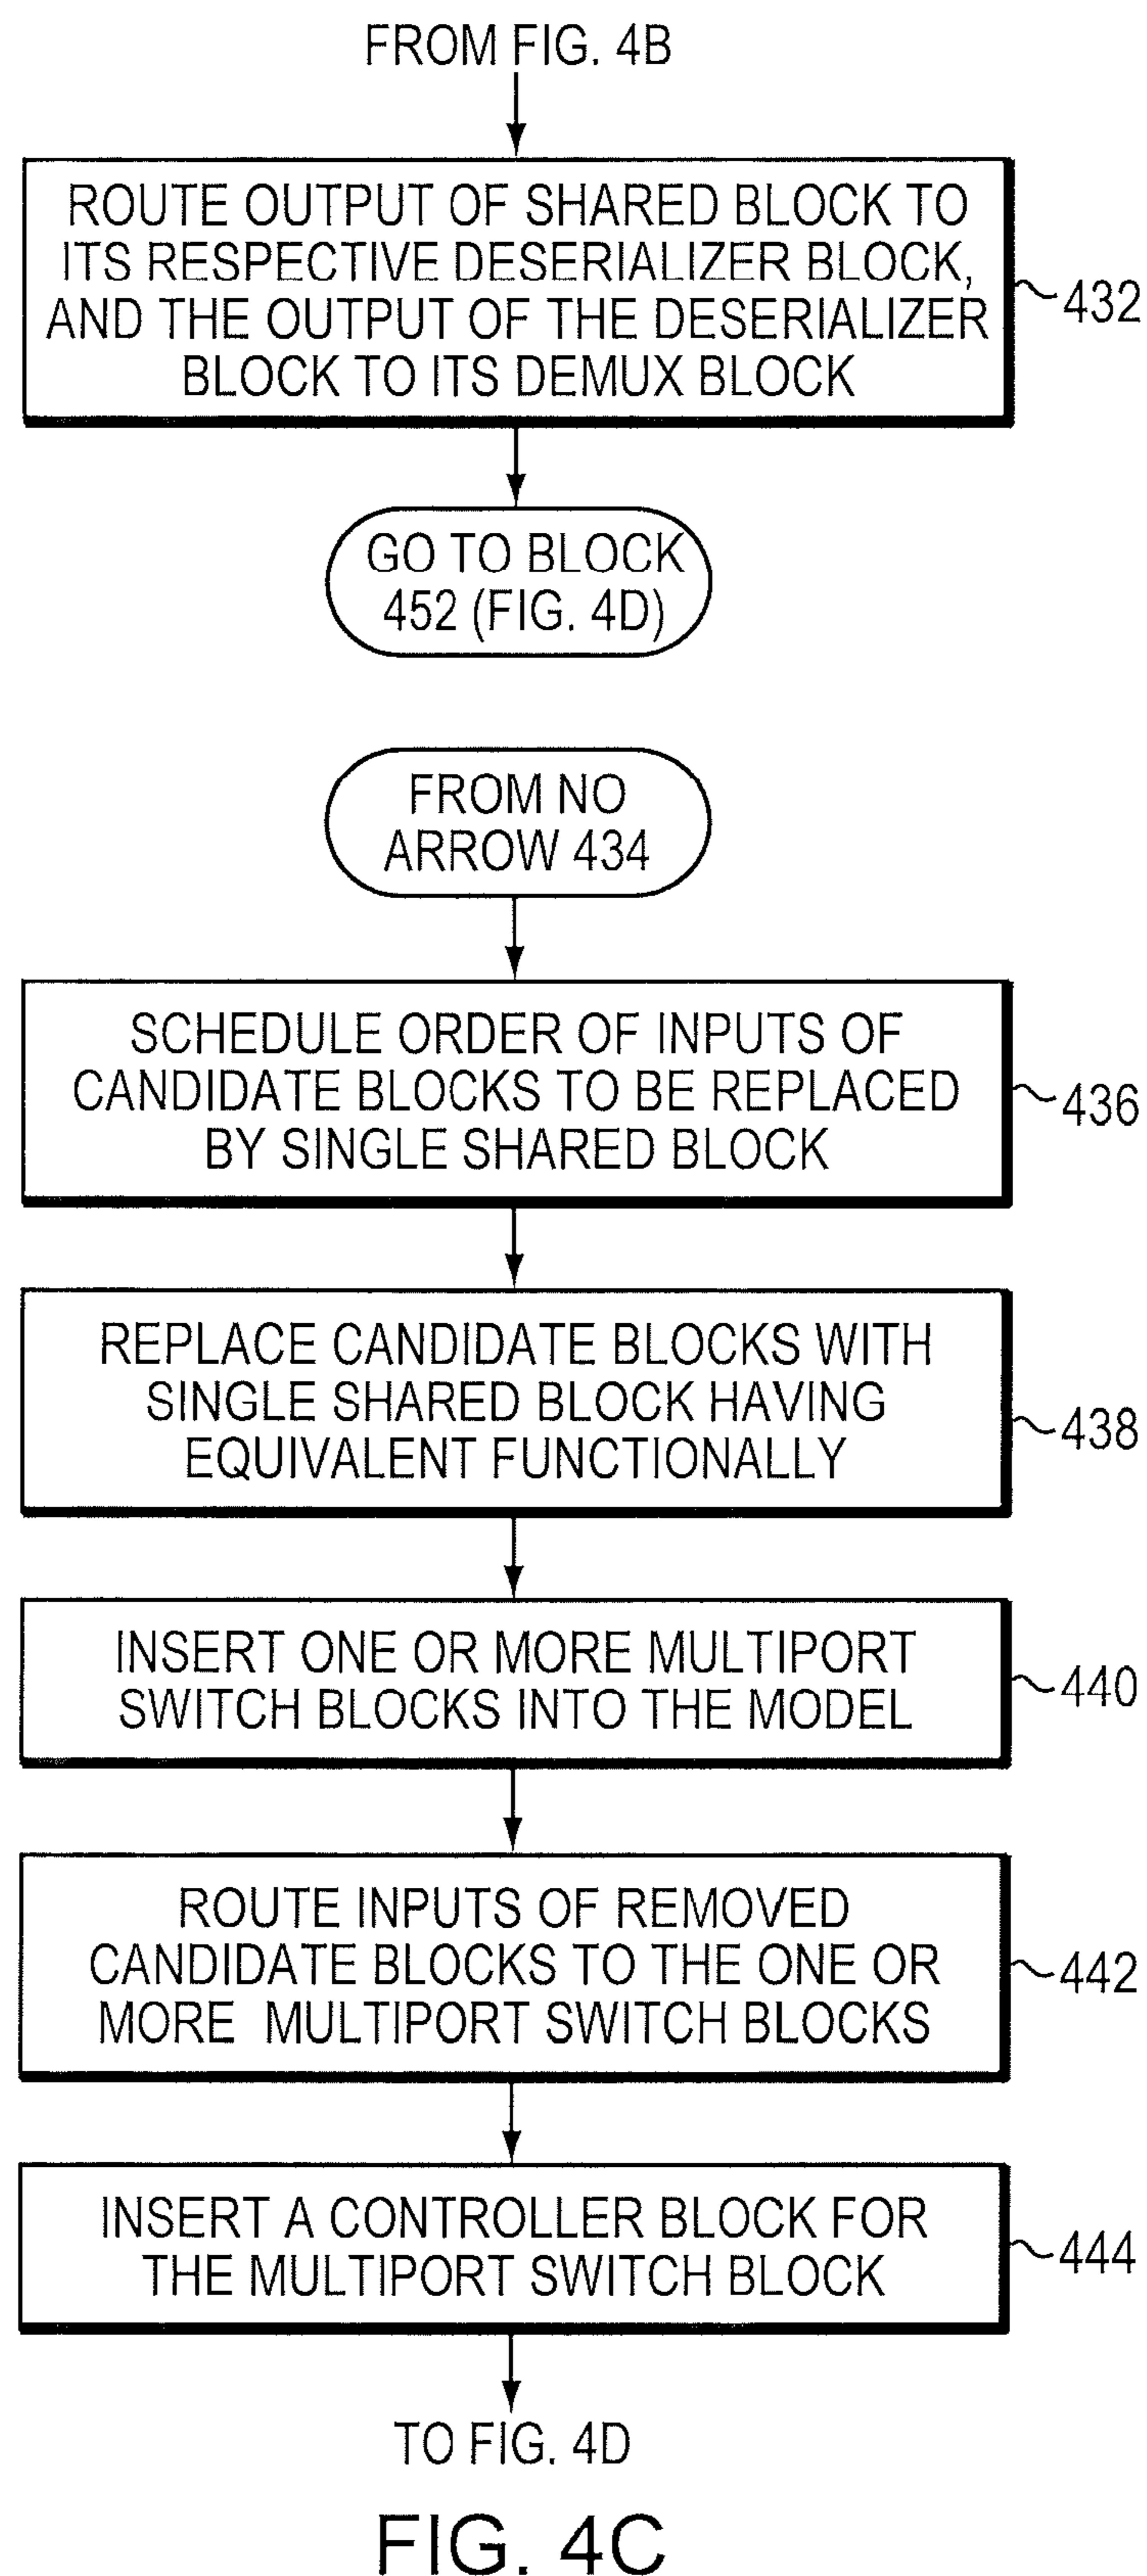 FROM FIG. 4B
ROUTE OUTPUT OF SHARED BLOCK TO
ITS RESPECTIVE DESERIALIZER BLOCK,
AND THE OUTPUT OF THE DESERIALIZER
BLOCK TO ITS DEMUX BLOCK
432
GO TO BLOCK
452 (FIG. 4D)
FROM NO
ARROW 434
SCHEDULE ORDER OF INPUTS OF
CANDIDATE BLOCKS TO BE REPLACED
BY SINGLE SHARED BLOCK
436
REPLACE CANDIDATE BLOCKS WITH
SINGLE SHARED BLOCK HAVING
EQUIVALENT FUNCTIONALLY
438
INSERT ONE OR MORE MULTIPORT
SWITCH BLOCKS INTO THE MODEL
440
ROUTE INPUTS OF REMOVED
CANDIDATE BLOCKS TO THE ONE OR
MORE MULTIPORT SWITCH BLOCKS
442
INSERT A CONTROLLER BLOCK FOR
THE MULTIPORT SWITCH BLOCK
444
TO FIG. 4D
FIG. 4C